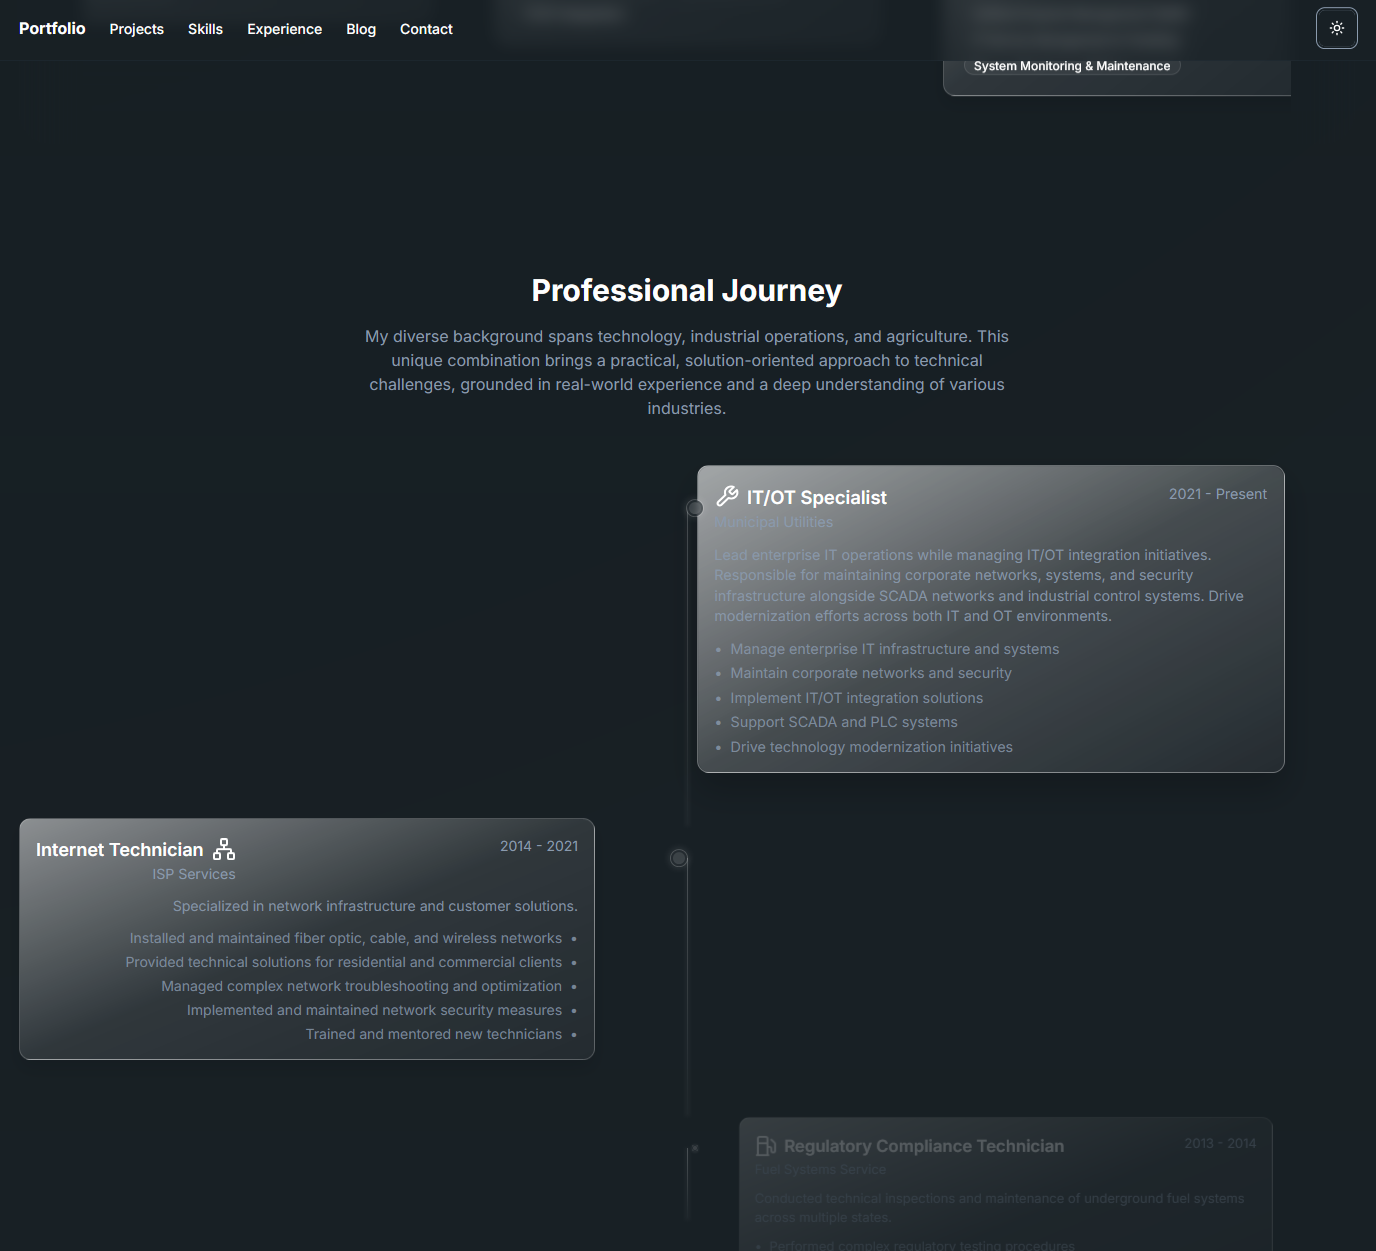 Portfolio Projects Skills Experience Blog Contact
System Monitoring & Maintenance
Professional Journey
My diverse background spans technology, industrial operations, and agriculture. This
unique combination brings a practical, solution-oriented approach to technical
challenges, grounded in real-world experience and a deep understanding of various
industries.
IT/OT Specialist
2021 - Present
Municipal Utilities
Lead enterprise IT operations while managing IT/OT integration initiatives.
Responsible for maintaining corporate networks, systems, and security
infrastructure alongside SCADA networks and industrial control systems. Drive
modernization efforts across both IT and OT environments.
• Manage enterprise IT infrastructure and systems
• Maintain corporate networks and security
• Implement IT/OT integration solutions
• Support SCADA and PLC systems
• Drive technology modernization initiatives
Internet Technician
2014 - 2021
ISP Services
Specialized in network infrastructure and customer solutions.
Installed and maintained fiber optic, cable, and wireless networks •
Provided technical solutions for residential and commercial clients •
Managed complex network troubleshooting and optimization •
Implemented and maintained network security measures •
Trained and mentored new technicians •
Regulatory Compliance Technician
2013 - 2014
Fuel Systems Service
Conducted technical inspections and maintenance of underground fuel systems
across multiple states.
• Performed complex regulatory testing procedures